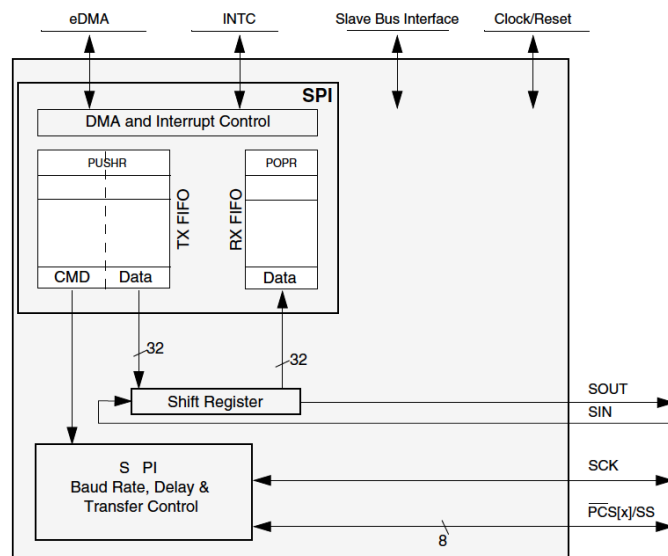 eDMA
INTC
Slave Bus Interface
Clock/Reset
SPI
DMA and Interrupt Control
PUSHR
POPR
TX FIFO
RX FIFO
CMD
Data
Data
32
32
Shift Register
SOUT
SIN
S PI
Baud Rate, Delay &
Transfer Control
SCK
PCS[x]/SS
8